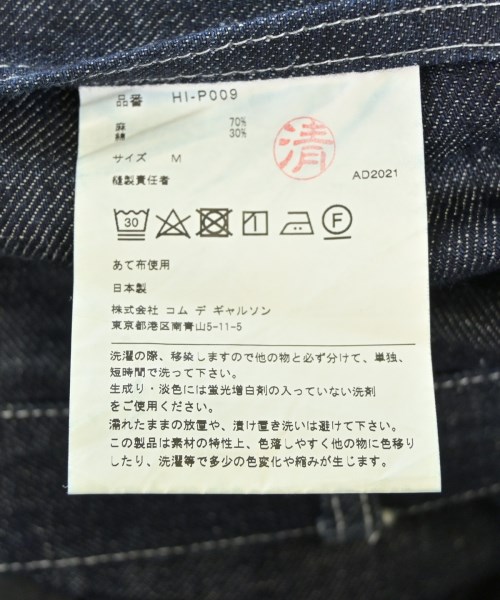 品番 HI-P009
麻 70%
綿 30%
サイズ M
清
縫製責任者
AD2021
30
F
あて布使用
日本製
株式会社 コム デ ギャルソン
東京都港区南青山5-11-5
洗濯の際、移染しますので他の物と必ず分けて、単独、
短時間で洗って下さい。
生成り・淡色には蛍光増白剤の入っていない洗剤
をご使用ください。
濡れたままの放置や、漬け置き洗いは避けて下さい。
この製品は素材の特性上、色落しやすく他の物に色移り
したり、洗濯等で多少の色変化や縮みが生じます。